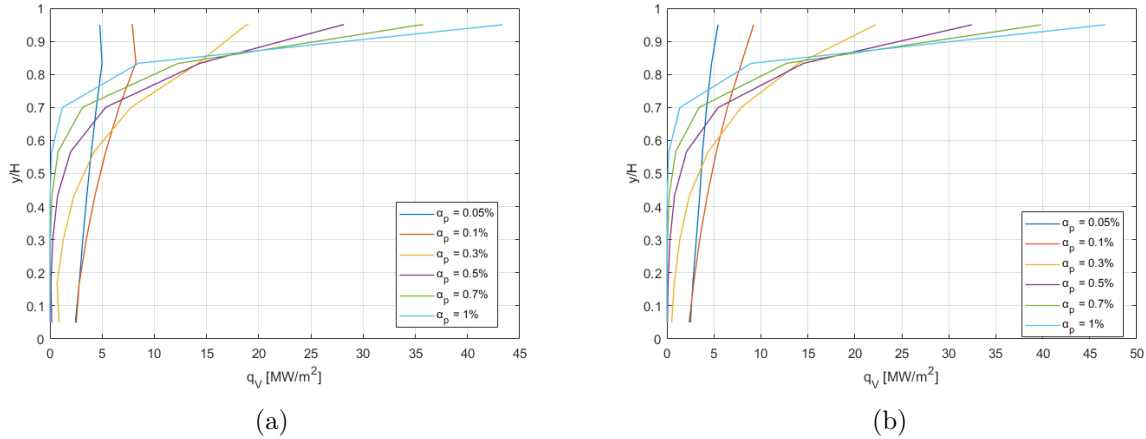 1
0.9
0.8
0.7
0.6
0.5
0.4
0.3
0.2
0.1
0
y/H
0 5 10 15 20 25 30 35 40 45
q_V [MW/m^2]
α_p = 0.05%
α_p = 0.1%
α_p = 0.3%
α_p = 0.5%
α_p = 0.7%
α_p = 1%
(a)
1
0.9
0.8
0.7
0.6
0.5
0.4
0.3
0.2
0.1
0
y/H
0 5 10 15 20 25 30 35 40 45 50
q_V [MW/m^2]
α_p = 0.05%
α_p = 0.1%
α_p = 0.3%
α_p = 0.5%
α_p = 0.7%
α_p = 1%
(b)